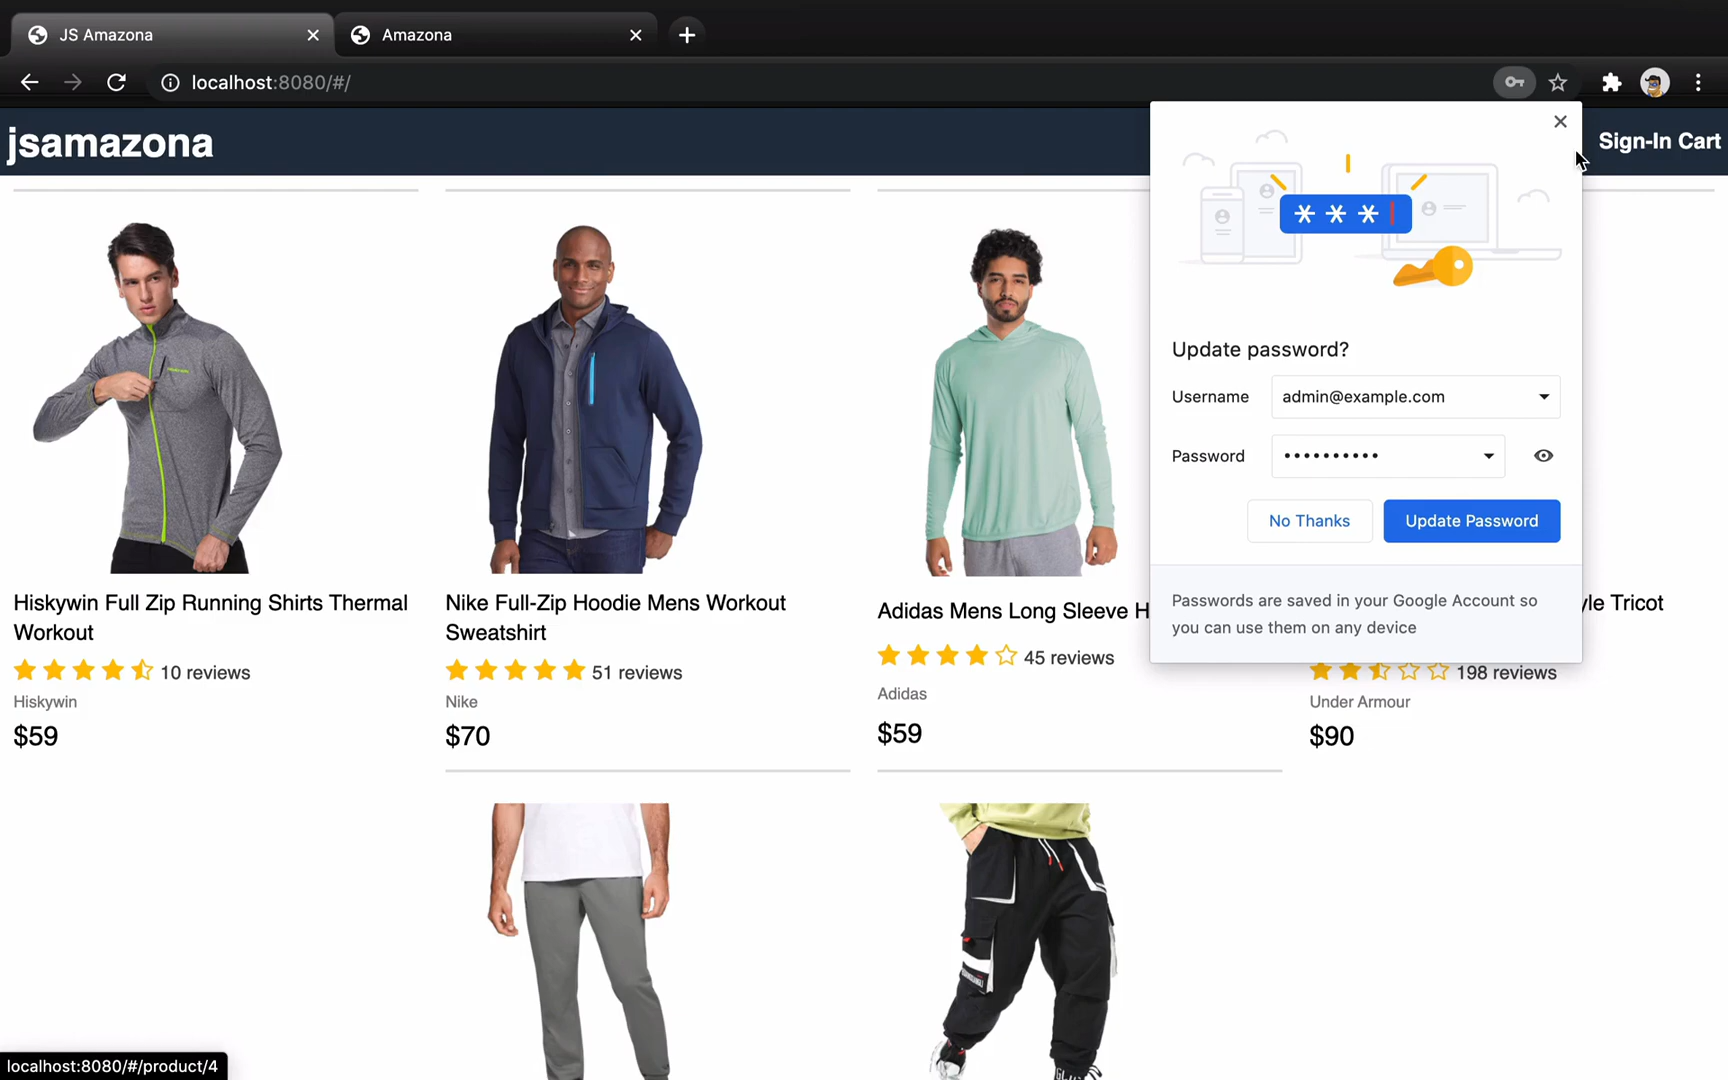 JS Amazona
Amazona
localhost:8080/#/
jsamazona
Sign-In Cart
* * * |
Update password?
Username admin@example.com
Password ••••••••••
No Thanks Update Password
Passwords are saved in your Google Account so
you can use them on any device
Hiskywin Full Zip Running Shirts Thermal
Workout
10 reviews
Hiskywin
$59
Nike Full-Zip Hoodie Mens Workout
Sweatshirt
51 reviews
Nike
$70
Adidas Mens Long Sleeve H
45 reviews
Adidas
$59
le Tricot
198 reviews
Under Armour
$90
localhost:8080/#/product/4